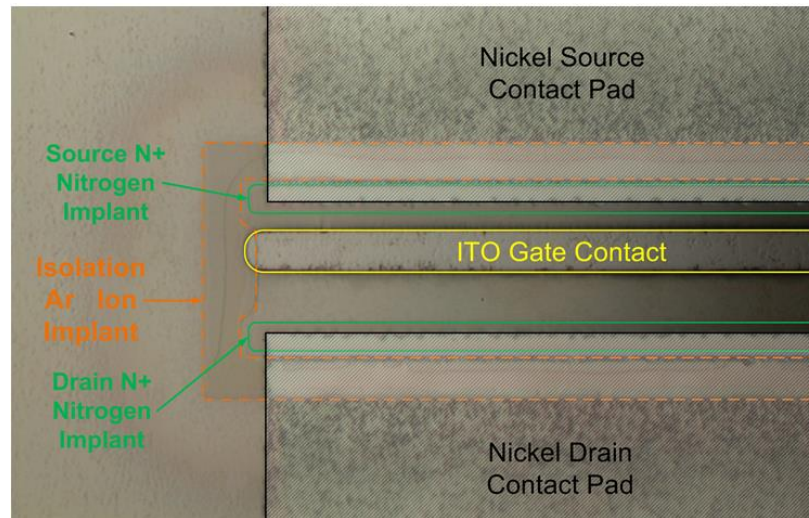 Nickel Source
Contact Pad
Source N+
Nitrogen
Implant
ITO Gate Contact
Isolation
Ar Ion
Implant
Drain N+
Nitrogen
Implant
Nickel Drain
Contact Pad